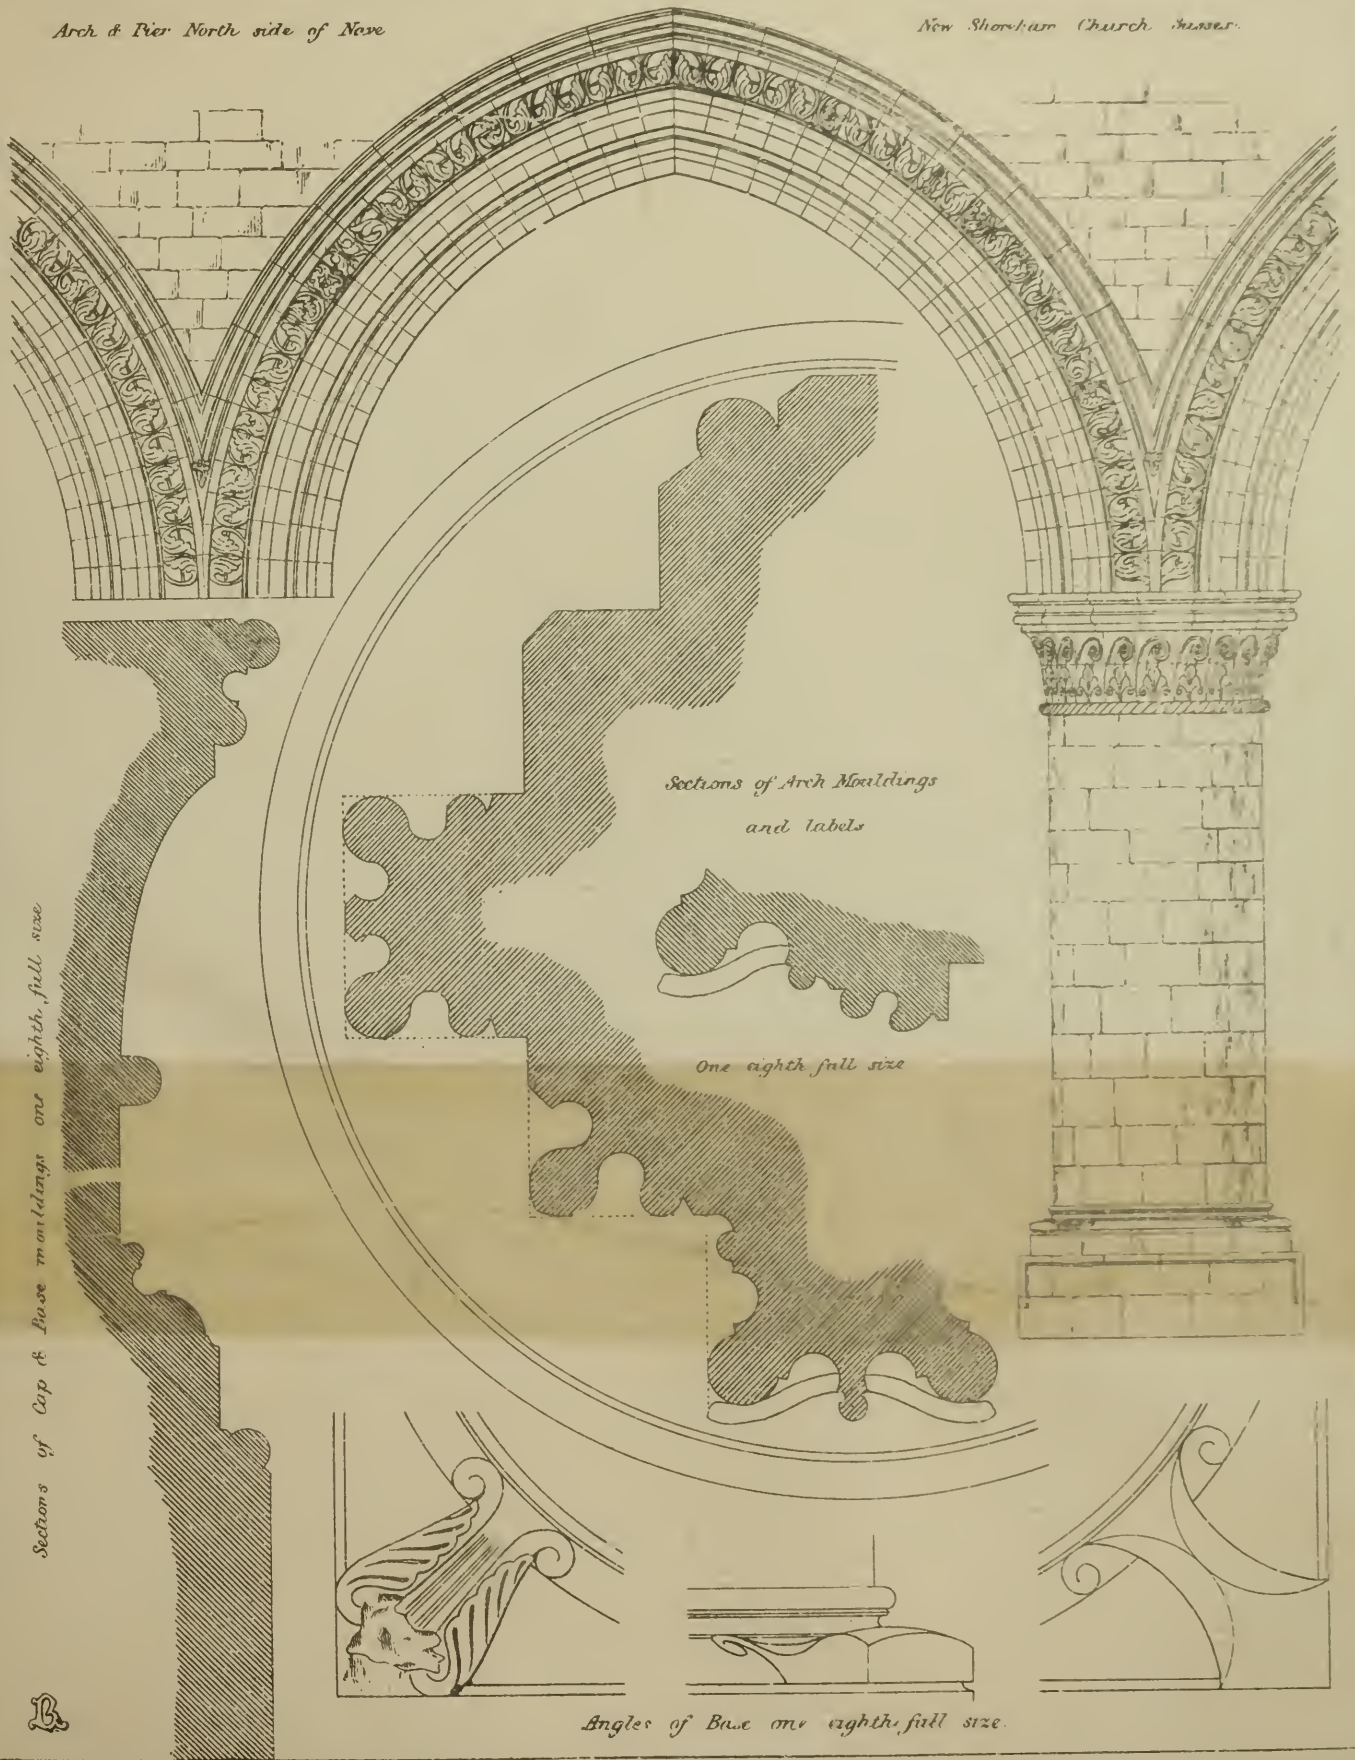 Arch & Pier North side of Nave
New Shoreham Church Sussex.
Sections of Arch Mouldings
and labels
One eighth full size
Sections of Cap & Base mouldings one eighth full size
Angles of Base one eighth full size.